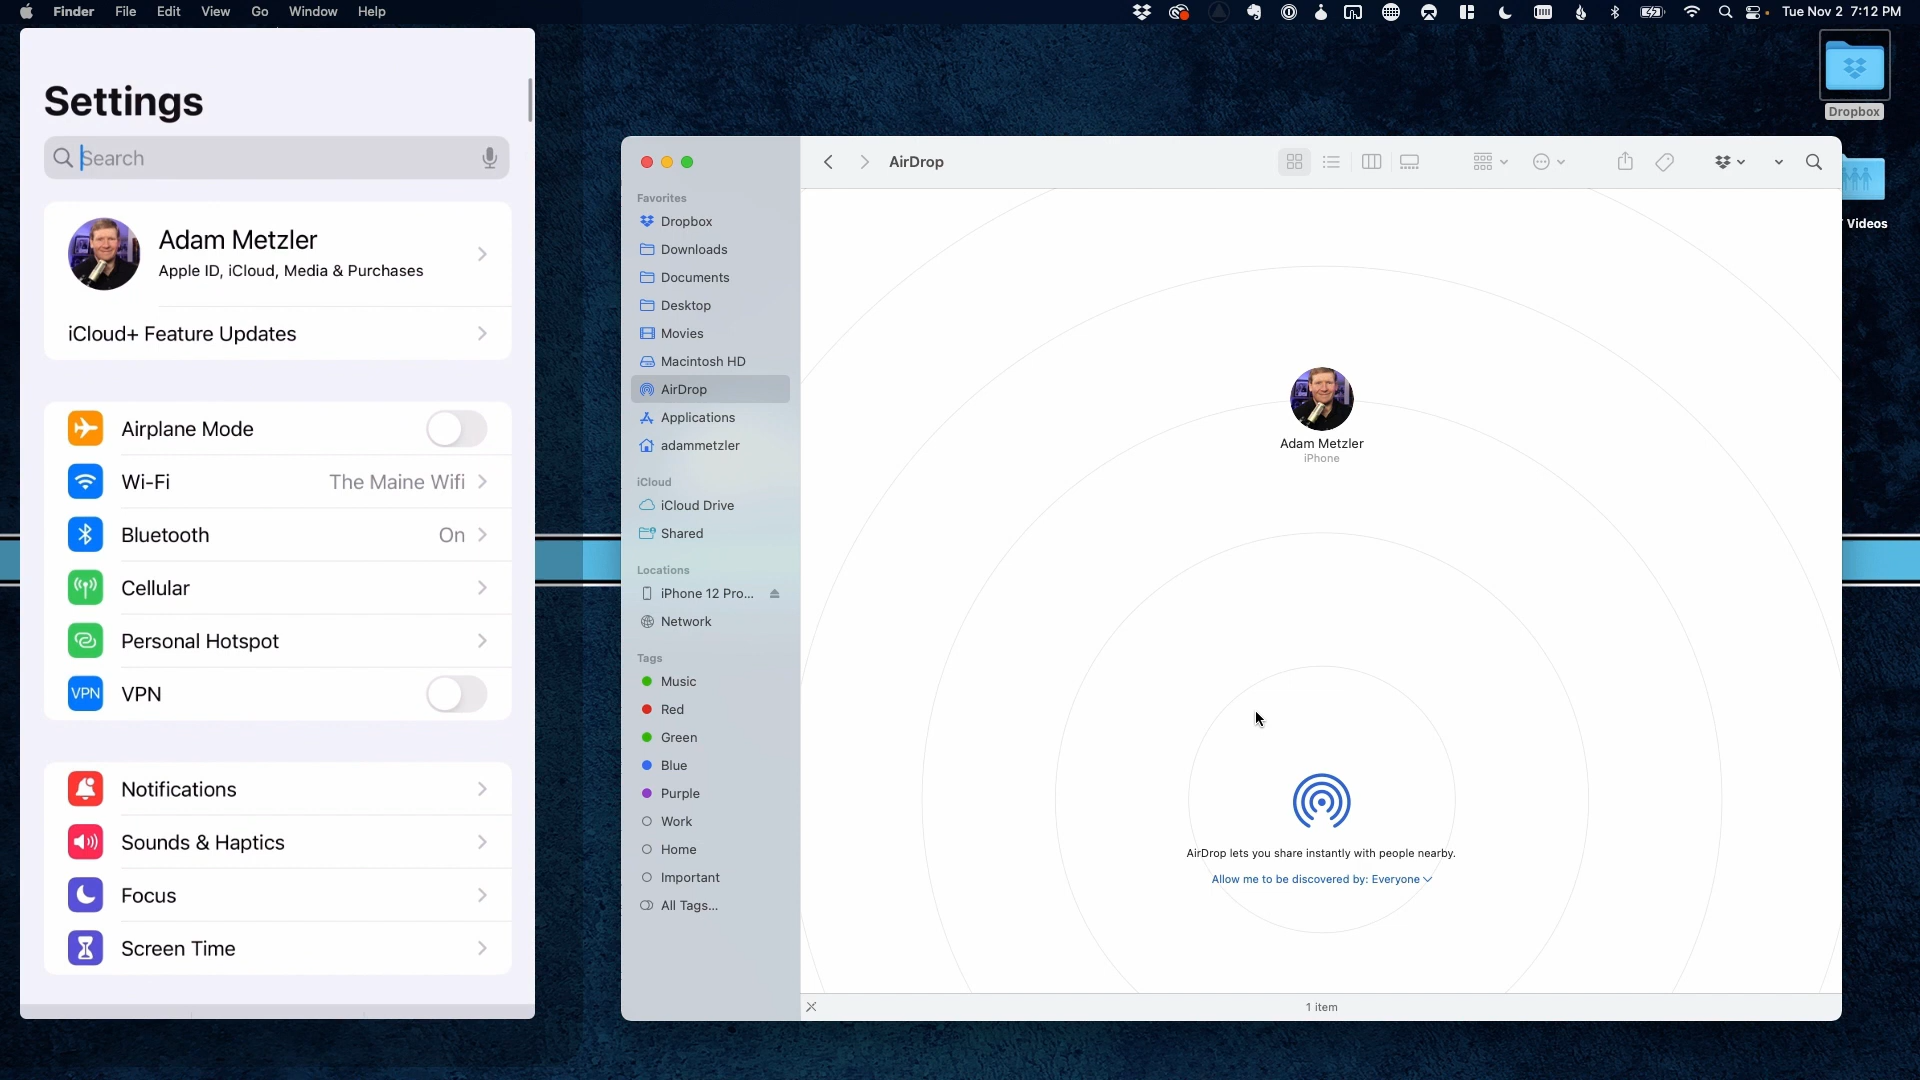 Finder File Edit View Go Window Help
Tue Nov 2 7:12 PM
Settings
Search
Adam Metzler
Apple ID, iCloud, Media & Purchases
iCloud+ Feature Updates
Airplane Mode
Wi-Fi The Maine Wifi
Bluetooth On
Cellular
Personal Hotspot
VPN VPN
Notifications
Sounds & Haptics
Focus
Screen Time
AirDrop
Favorites
Dropbox
Downloads
Documents
Desktop
Movies
Macintosh HD
AirDrop
Applications
adammetzler
iCloud
iCloud Drive
Shared
Locations
iPhone 12 Pro...
Network
Tags
Music
Red
Green
Blue
Purple
Work
Home
Important
All Tags...
Adam Metzler
iPhone
AirDrop lets you share instantly with people nearby.
Allow me to be discovered by: Everyone
1 item
Dropbox
Videos